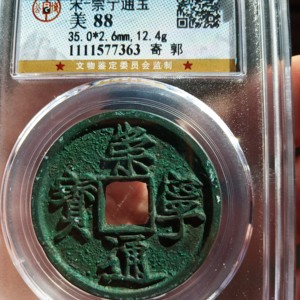 宋·崇宁通宝
美 88
35.0*2.6mm, 12.4g
1111577363 寄 郭
★★★★★ 文物鉴定委员会监制 ★★★★★
崇寧通寳